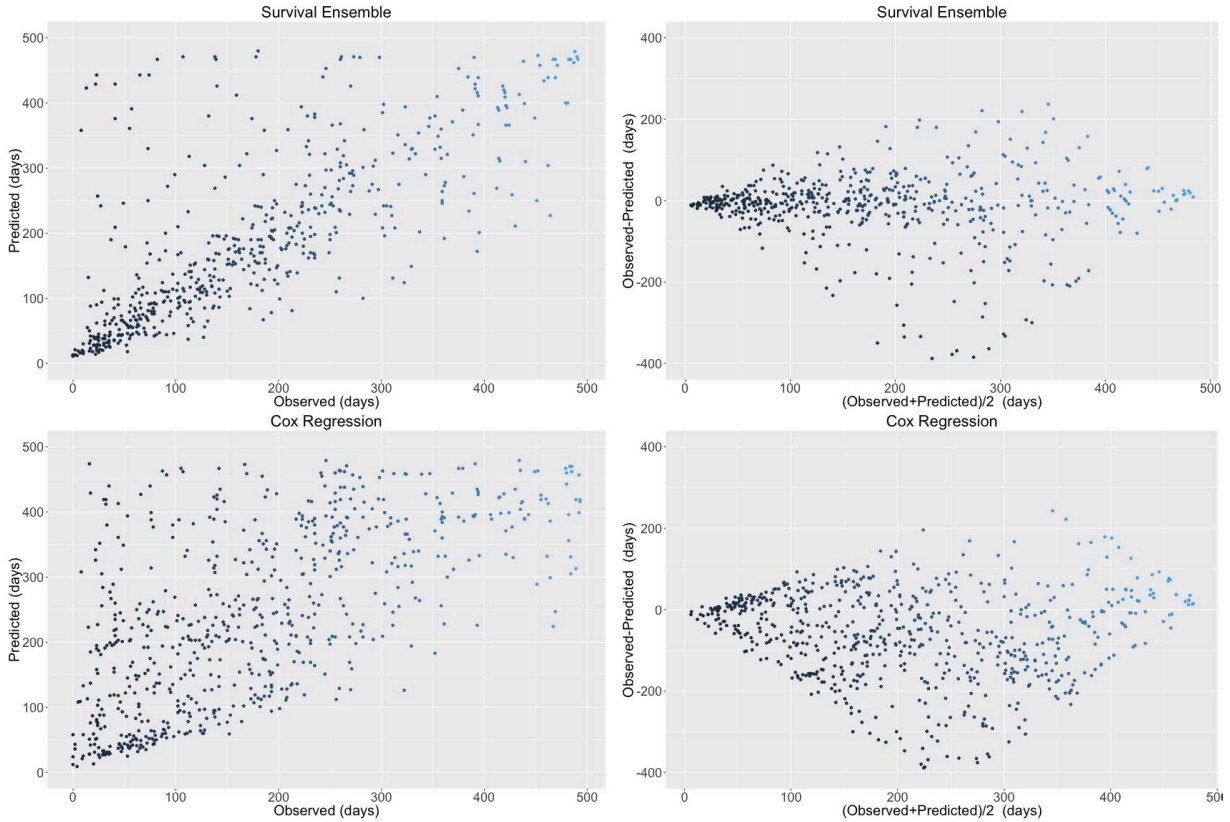 Survival Ensemble
500
400
300
200
100
0
Predicted (days)
0 100 200 300 400 500
Observed (days)
Survival Ensemble
400
200
0
-200
-400
Observed-Predicted (days)
0 100 200 300 400 500
(Observed+Predicted)/2 (days)
Cox Regression
500
400
300
200
100
0
Predicted (days)
0 100 200 300 400 500
Observed (days)
Cox Regression
400
200
0
-200
-400
Observed-Predicted (days)
0 100 200 300 400
(Observed+Predicted)/2 (days)